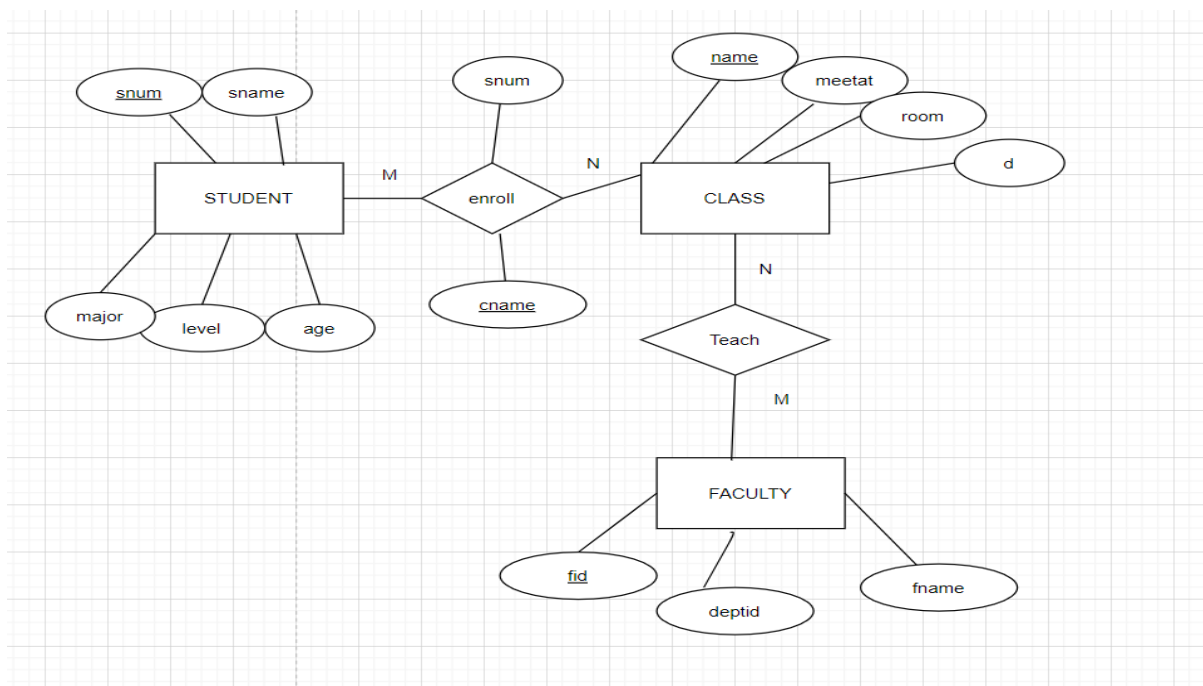 name
snum
meetat
snum
sname
room
N
d
M
STUDENT
enroll
CLASS
N
cname
major
level
age
Teach
M
FACULTY
fid
fname
deptid